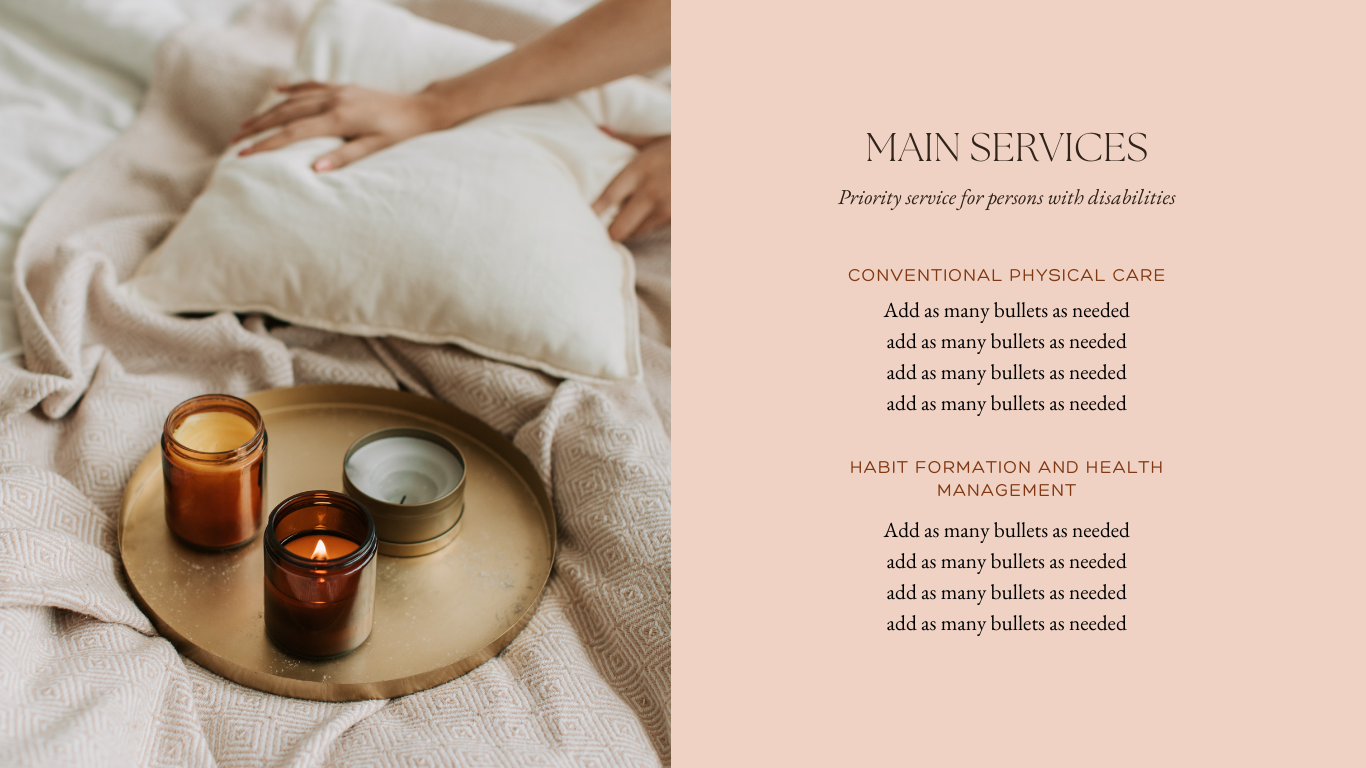 MAIN SERVICES
Priority service for persons with disabilities
CONVENTIONAL PHYSICAL CARE
Add as many bullets as needed
add as many bullets as needed
add as many bullets as needed
add as many bullets as needed
HABIT FORMATION AND HEALTH
MANAGEMENT
Add as many bullets as needed
add as many bullets as needed
add as many bullets as needed
add as many bullets as needed